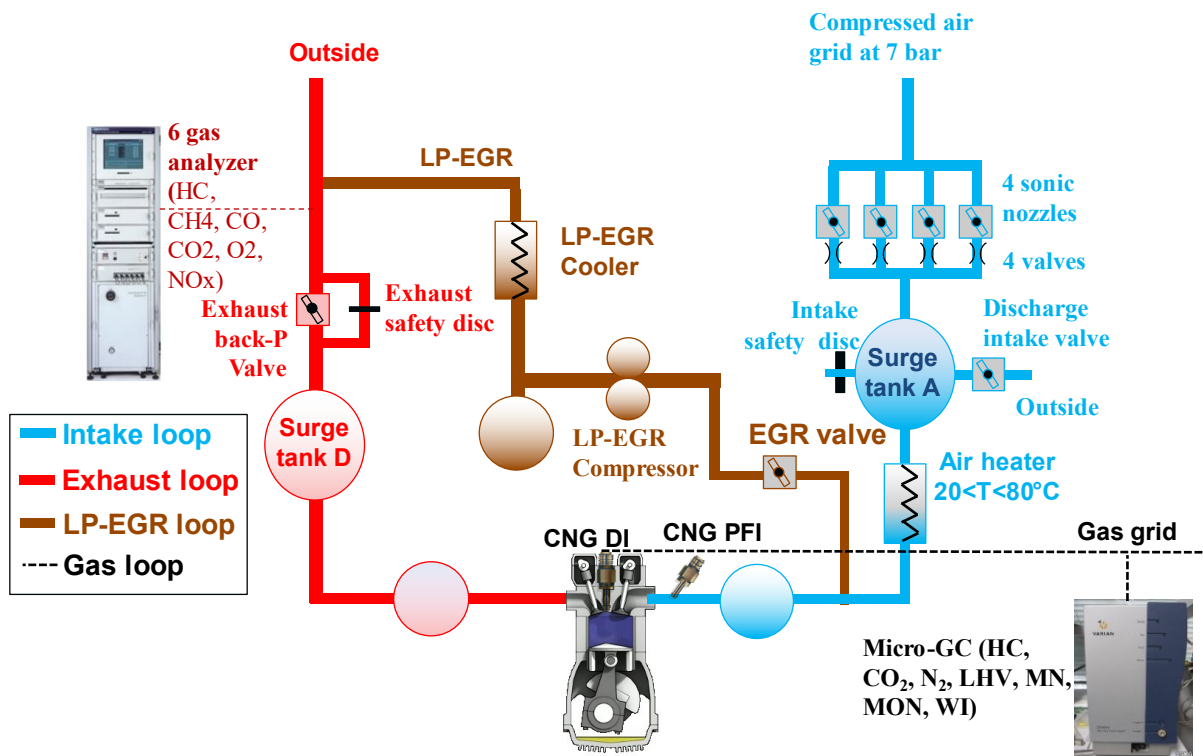 Compressed air
grid at 7 bar
Outside
6 gas
analyzer
(HC,
CH4, CO,
CO2, O2,
NOx)
LP-EGR
4 sonic
nozzles
LP-EGR
Cooler
4 valves
Exhaust
back-P
Valve
Exhaust
safety disc
Intake
safety disc
Discharge
intake valve
Surge
tank A
Outside
Intake loop
Exhaust loop
LP-EGR loop
Gas loop
Surge
tank D
LP-EGR
Compressor
EGR valve
Air heater
20<T<80°C
CNG DI
CNG PFI
Gas grid
Micro-GC (HC,
CO₂, N₂, LHV, MN,
MON, WI)
VARIAN